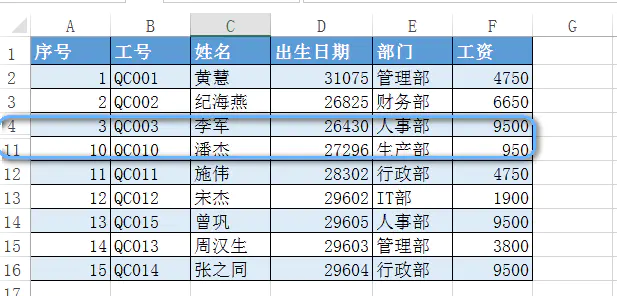 A B C D E F G
1 序号 工号 姓名 出生日期 部门 工资
2 1 QC001 黄慧 31075 管理部 4750
3 2 QC002 纪海燕 26825 财务部 6650
4 3 QC003 李军 26430 人事部 9500
11 10 QC010 潘杰 27296 生产部 950
12 11 QC011 施伟 28302 行政部 4750
13 12 QC012 宋杰 29602 IT部 1900
14 13 QC015 曾巩 29605 人事部 9500
15 14 QC013 周汉生 29603 管理部 3800
16 15 QC014 张之同 29604 行政部 9500
17